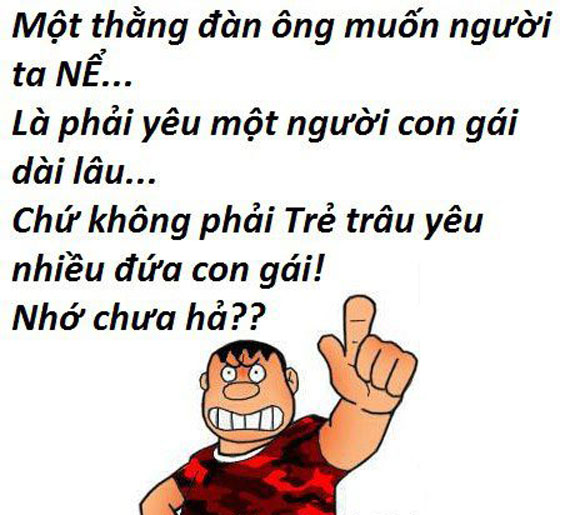 Một thằng đàn ông muốn người
ta NỂ...
Là phải yêu một người con gái
dài lâu...
Chứ không phải Trẻ trâu yêu
nhiều đứa con gái!
Nhớ chưa hả??